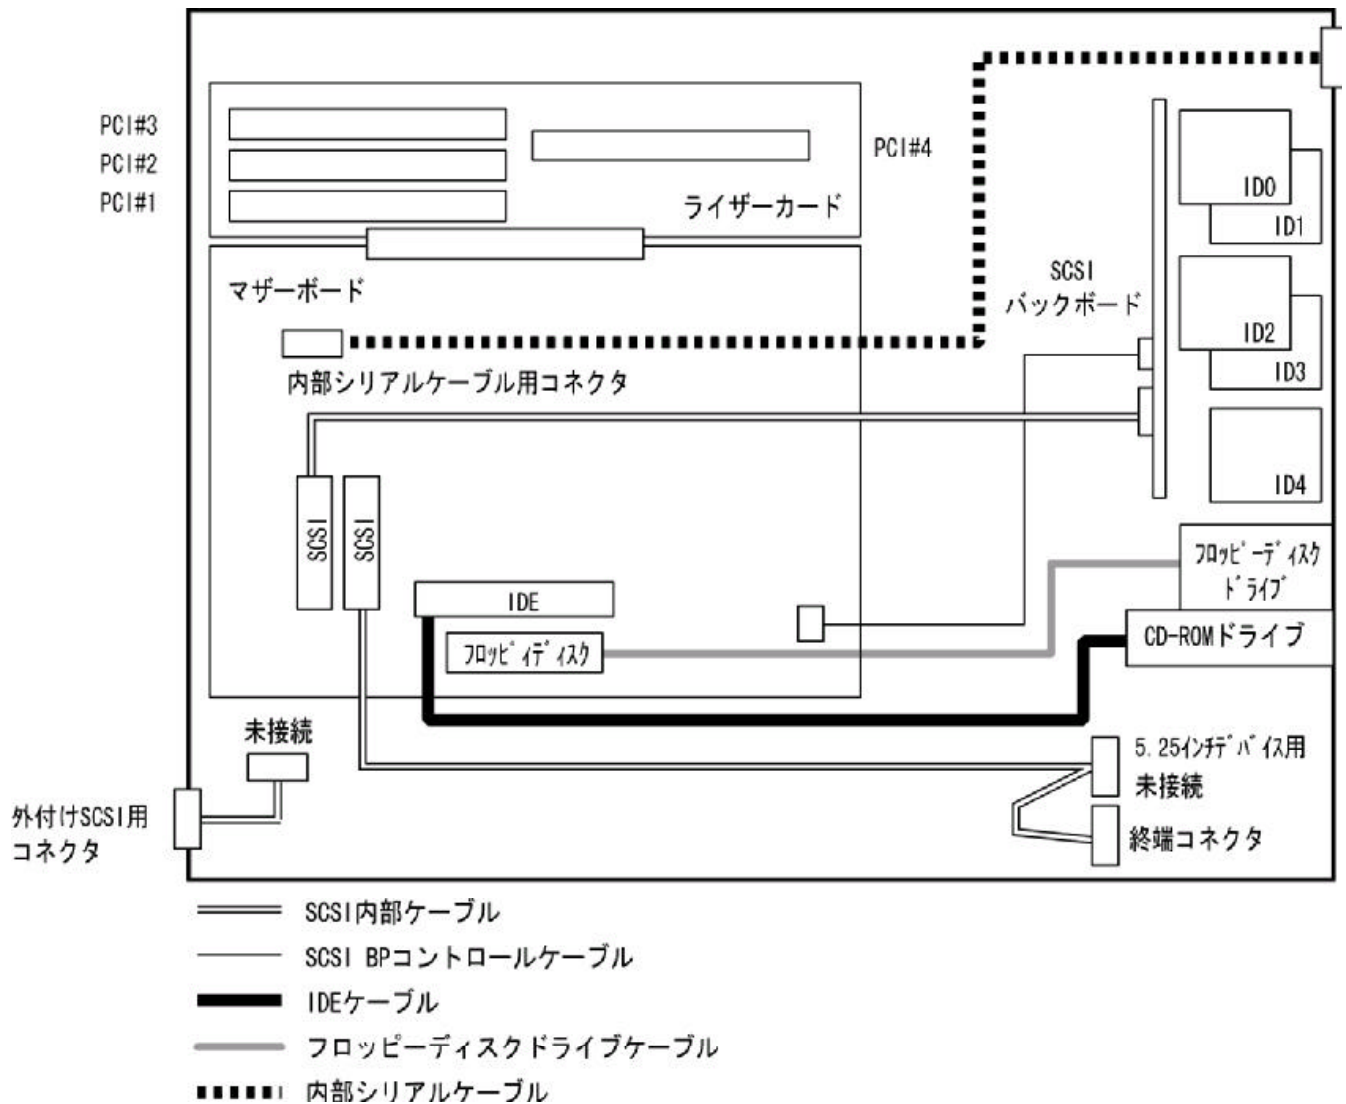 PCI#3
PCI#2
PCI#1
PCI#4
ライザーカード
マザーボード
内部シリアルケーブル用コネクタ
SCSI
バックボード
ID0
ID1
ID2
ID3
ID4
SCSI
SCSI
IDE
フロッピィディスク
フロッピーディスク
ドライブ
CD-ROMドライブ
未接続
外付けSCSI用
コネクタ
5.25インチデバイス用
未接続
終端コネクタ
SCSI内部ケーブル
SCSI BPコントロールケーブル
IDEケーブル
フロッピーディスクドライブケーブル
内部シリアルケーブル